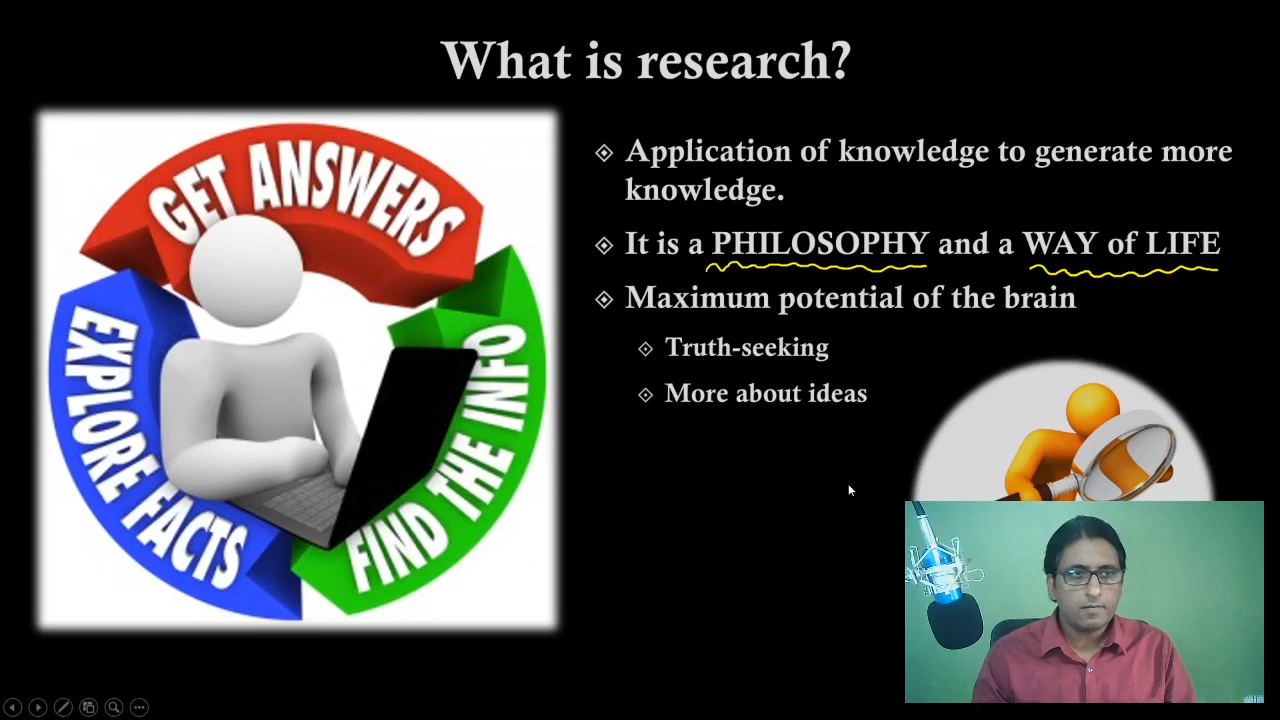 What is research?
GET ANSWERS
EXPLORE FACTS
FIND THE INFO
Application of knowledge to generate more
knowledge.
It is a PHILOSOPHY and a WAY of LIFE
Maximum potential of the brain
Truth-seeking
More about ideas